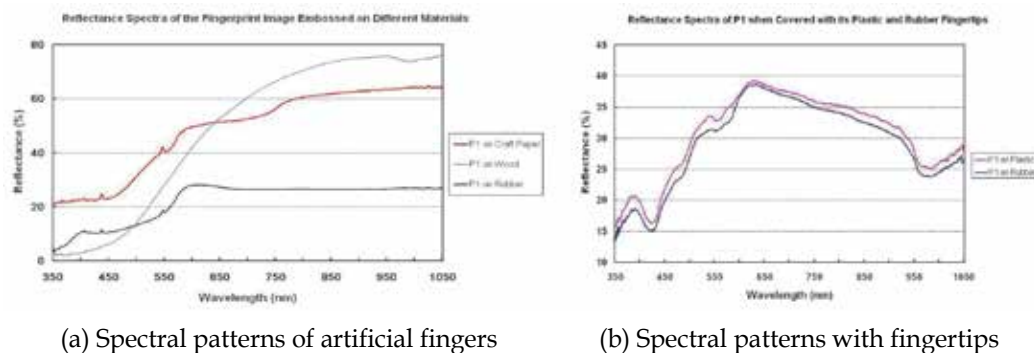 Reflectance Spectra of the Fingerprint Image Embossed on Different Materials
80
60
40
20
0
Reflectance (%)
350 450 550 650 750 850 950 1050
Wavelength (nm)
P1 w Craft Paper
P1 w Wood
P1 w Rubber
(a) Spectral patterns of artificial fingers
Reflectance Spectra of P1 when Covered with its Plastic and Rubber Fingertips
45
40
35
30
25
20
15
10
Reflectance (%)
350 450 550 650 750 850 950 1050
Wavelength (nm)
P1 w Plastic
P1 w Rubber
(b) Spectral patterns with fingertips